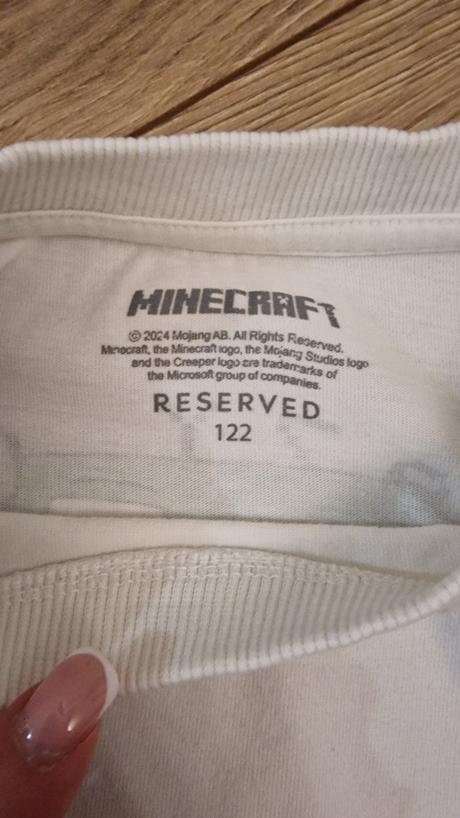 MINECRAFT
© 2024 Mojang AB. All Rights Reserved.
Minecraft, the Minecraft logo, the Mojang Studios logo
and the Creeper logo are trademarks of
the Microsoft group of companies.
RESERVED
122